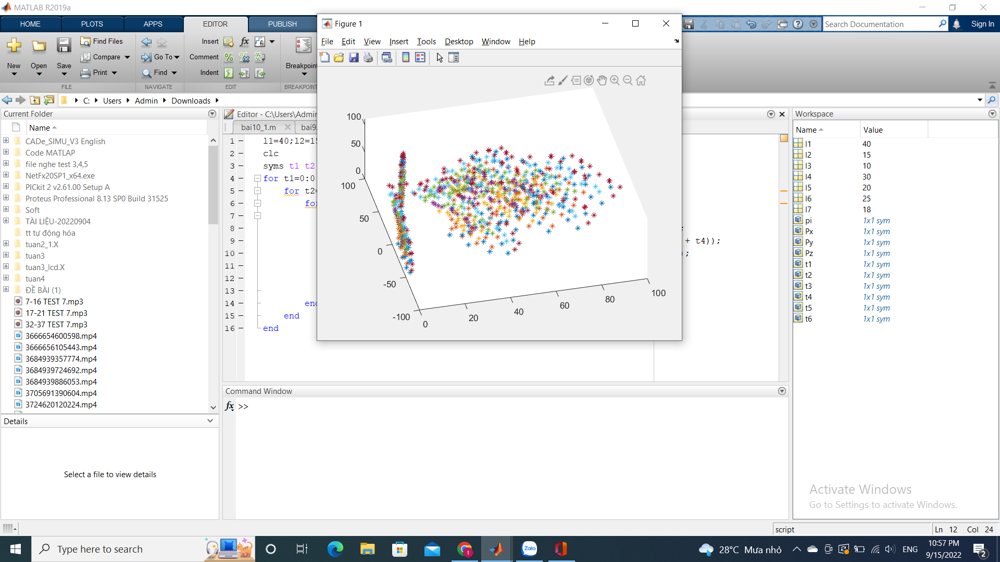 MATLAB R2019a
HOME
PLOTS
APPS
EDITOR
PUBLISH
Search Documentation
Sign In
New
Open
Save
Find Files
Compare
Print
FILE
Go To
Find
NAVIGATE
Insert
fx
Comment
Indent
EDIT
Breakpoin
BREAKPOIN
C:
Users
Admin
Downloads
Current Folder
Name
CADe_SIMU_V3 English
Code MATLAP
file nghe test 3,4,5
NetFx20SP1_x64.exe
PICkit 2 v2.61.00 Setup A
Proteus Professional 8.13 SP0 Build 31525
Soft
TÀI LIỆU-20220904
tt tự động hóa
tuan2_1.X
tuan3
tuan3_lcd.X
tuan4
ĐỀ BÀI (1)
7-16 TEST 7.mp3
17-21 TEST 7.mp3
32-37 TEST 7.mp3
3666654600598.mp4
3666656105443.mp4
3684939357774.mp4
3684939724692.mp4
3684939886053.mp4
3705691390604.mp4
3724620120224.mp4
Details
Select a file to view details
Editor - C:\Users\Admin
bai10_1.m
bai9
1 l1=40;l2=15
2 clc
3 syms t1 t2
4 for t1=0:0
5 for t2=
6 for
7
8 ;
9 + t4));
10 );
11
12
13
14 end
15 end
16 end
Figure 1
File Edit View Insert Tools Desktop Window Help
100
50
0
100
50
0
-50
-100
0
20
40
60
80
100
Command Window
fx >>
Workspace
Name Value
l1 40
l2 15
l3 10
l4 30
l5 20
l6 25
l7 18
pi 1x1 sym
Px 1x1 sym
Py 1x1 sym
Pz 1x1 sym
t1 1x1 sym
t2 1x1 sym
t3 1x1 sym
t4 1x1 sym
t5 1x1 sym
t6 1x1 sym
Activate Windows
Go to Settings to activate Windows.
script
Ln 12 Col 24
Type here to search
Zalo
28°C Mưa nhỏ
ENG
10:57 PM
9/15/2022
2